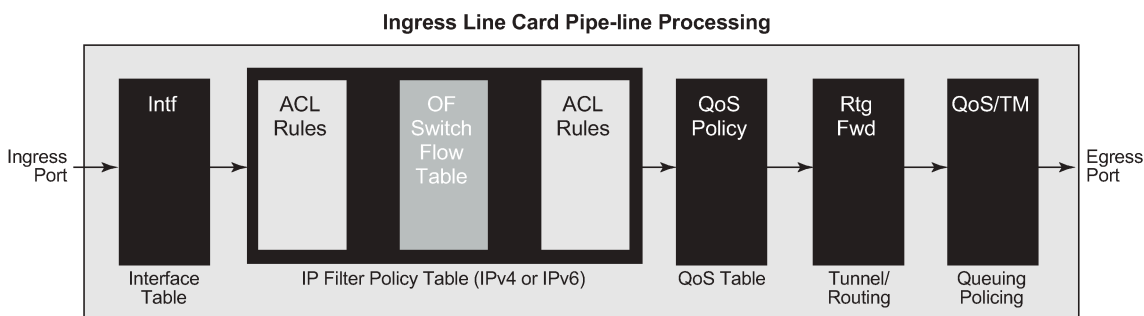 Ingress Line Card Pipe-line Processing
Ingress
Port
Intf
Interface
Table
ACL
Rules
OF
Switch
Flow
Table
ACL
Rules
IP Filter Policy Table (IPv4 or IPv6)
QoS
Policy
QoS Table
Rtg
Fwd
Tunnel/
Routing
QoS/TM
Queuing
Policing
Egress
Port